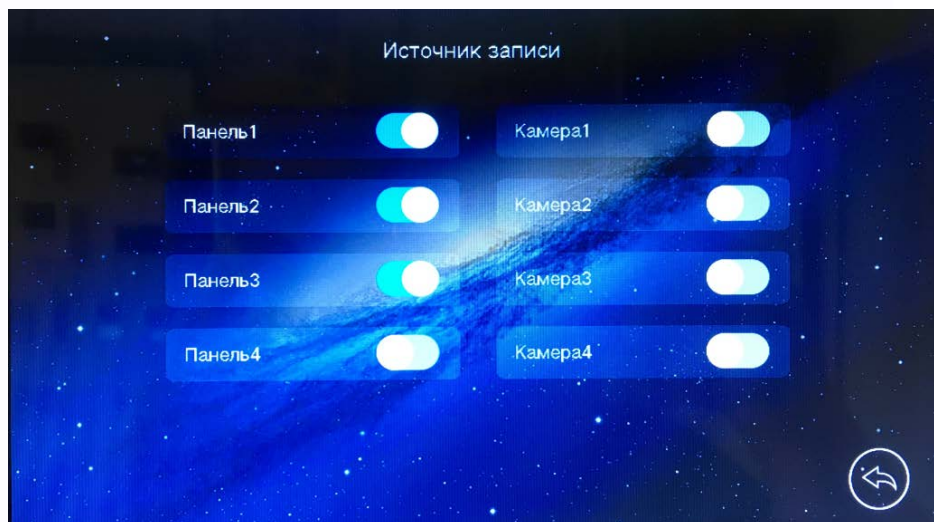 Источник записи
Панель1
Камера1
Панель2
Камера2
Панель3
Камера3
Панель4
Камера4